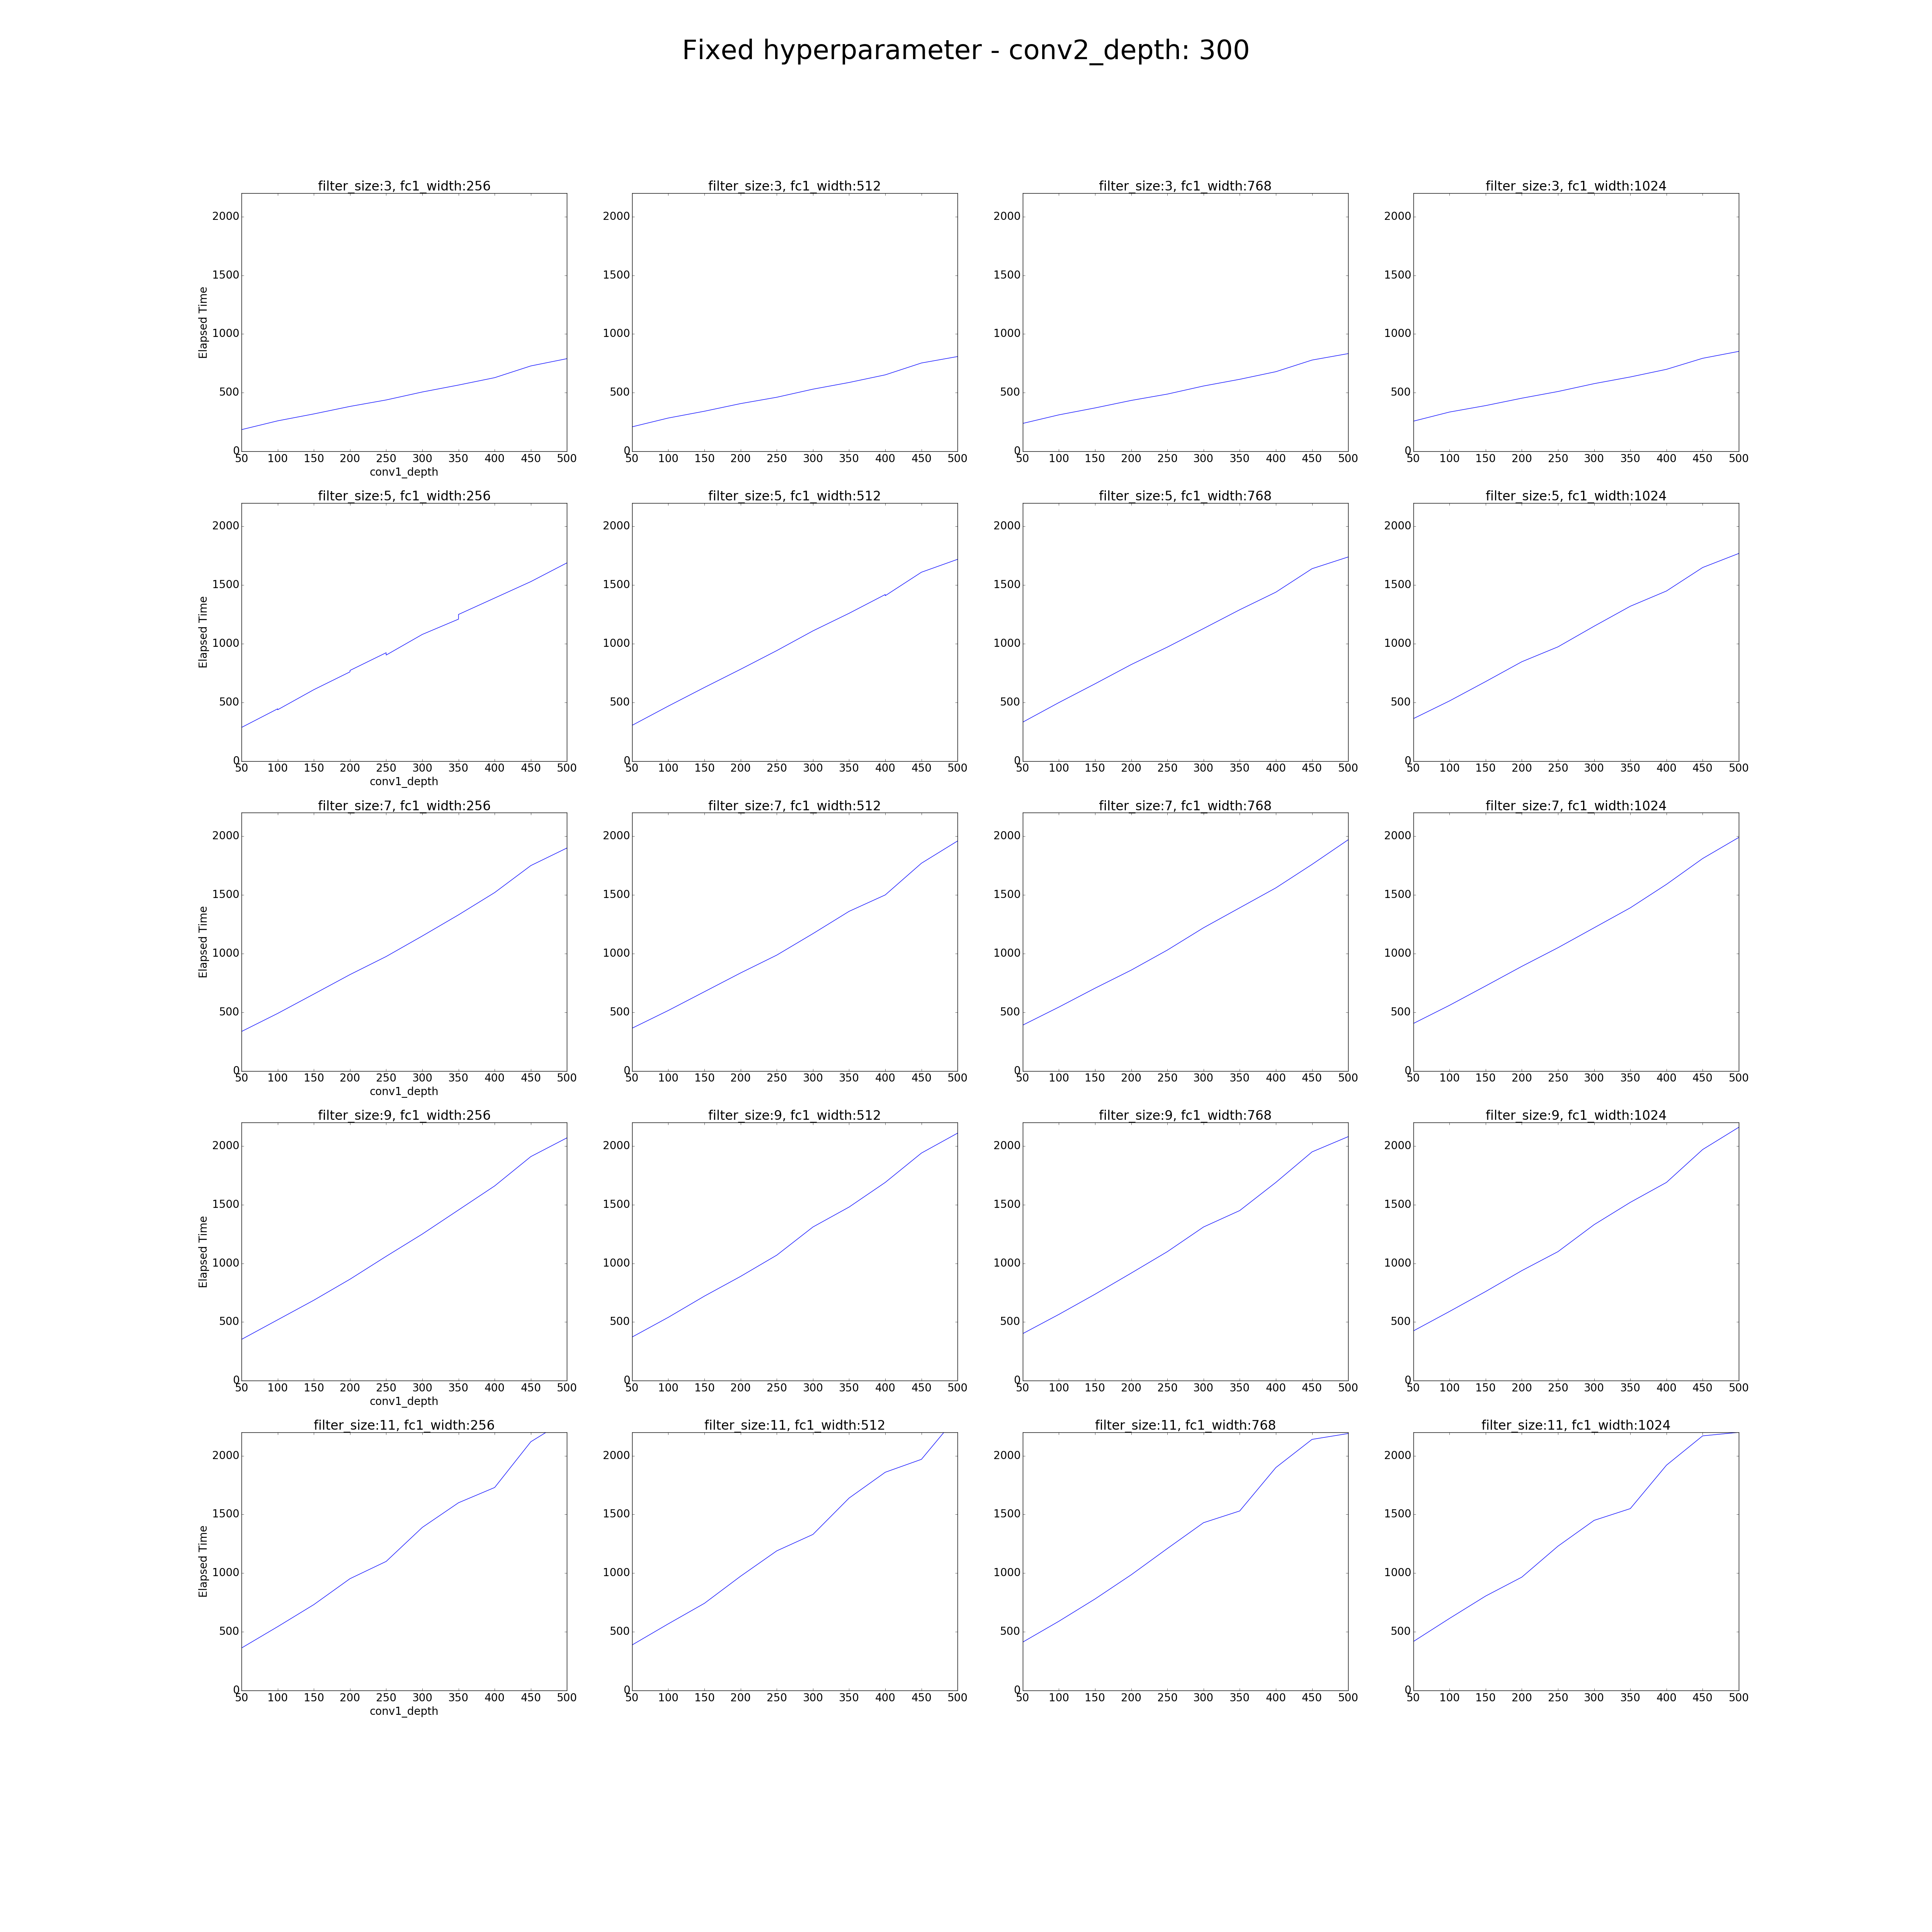 Fixed hyperparameter - conv2_depth: 300
filter_size:3, fc1_width:256
2000
1500
1000
500
0
Elapsed Time
50 100 150 200 250 300 350 400 450 500
conv1_depth
filter_size:3, fc1_width:512
2000
1500
1000
500
0
50 100 150 200 250 300 350 400 450 500
filter_size:3, fc1_width:768
2000
1500
1000
500
0
50 100 150 200 250 300 350 400 450 500
filter_size:3, fc1_width:1024
2000
1500
1000
500
0
50 100 150 200 250 300 350 400 450 500
filter_size:5, fc1_width:256
2000
1500
1000
500
0
Elapsed Time
50 100 150 200 250 300 350 400 450 500
conv1_depth
filter_size:5, fc1_width:512
2000
1500
1000
500
0
50 100 150 200 250 300 350 400 450 500
filter_size:5, fc1_width:768
2000
1500
1000
500
0
50 100 150 200 250 300 350 400 450 500
filter_size:5, fc1_width:1024
2000
1500
1000
500
0
50 100 150 200 250 300 350 400 450 500
filter_size:7, fc1_width:256
2000
1500
1000
500
0
Elapsed Time
50 100 150 200 250 300 350 400 450 500
conv1_depth
filter_size:7, fc1_width:512
2000
1500
1000
500
0
50 100 150 200 250 300 350 400 450 500
filter_size:7, fc1_width:768
2000
1500
1000
500
0
50 100 150 200 250 300 350 400 450 500
filter_size:7, fc1_width:1024
2000
1500
1000
500
0
50 100 150 200 250 300 350 400 450 500
filter_size:9, fc1_width:256
2000
1500
1000
500
0
Elapsed Time
50 100 150 200 250 300 350 400 450 500
conv1_depth
filter_size:9, fc1_width:512
2000
1500
1000
500
0
50 100 150 200 250 300 350 400 450 500
filter_size:9, fc1_width:768
2000
1500
1000
500
0
50 100 150 200 250 300 350 400 450 500
filter_size:9, fc1_width:1024
2000
1500
1000
500
0
50 100 150 200 250 300 350 400 450 500
filter_size:11, fc1_width:256
2000
1500
1000
500
0
Elapsed Time
50 100 150 200 250 300 350 400 450 500
conv1_depth
filter_size:11, fc1_width:512
2000
1500
1000
500
0
50 100 150 200 250 300 350 400 450 500
filter_size:11, fc1_width:768
2000
1500
1000
500
0
50 100 150 200 250 300 350 400 450 500
filter_size:11, fc1_width:1024
2000
1500
1000
500
0
50 100 150 200 250 300 350 400 450 500